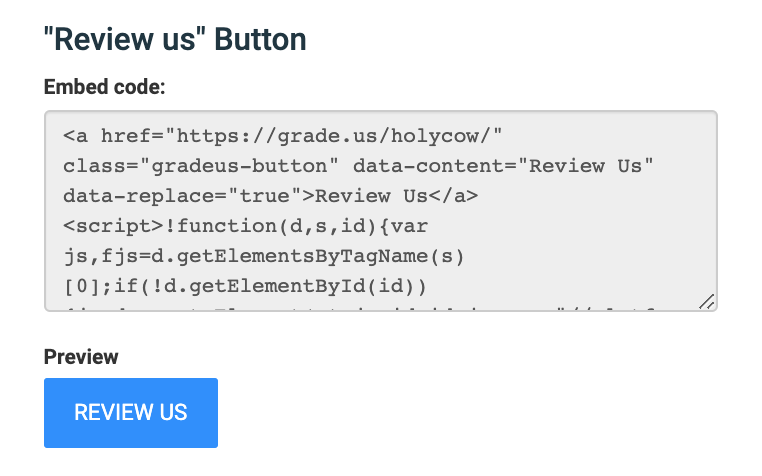 "Review us" Button
Embed code:
<a href="https://grade.us/holycow/"
class="gradeus-button" data-content="Review Us"
data-replace="true">Review Us</a>
<script>!function(d,s,id){var
js,fjs=d.getElementsByTagName(s)
[0];if(!d.getElementById(id))
Preview
REVIEW US